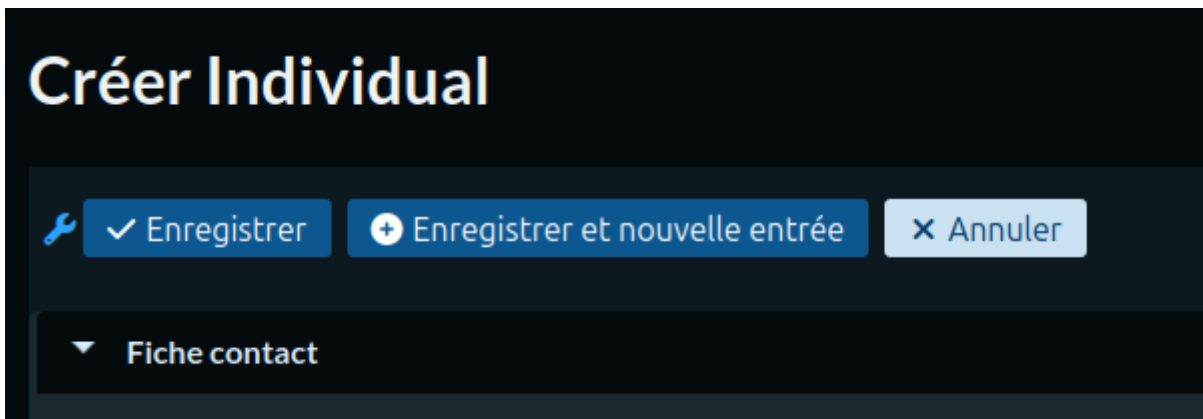 Créer Individual
Enregistrer Enregistrer et nouvelle entrée Annuler
Fiche contact